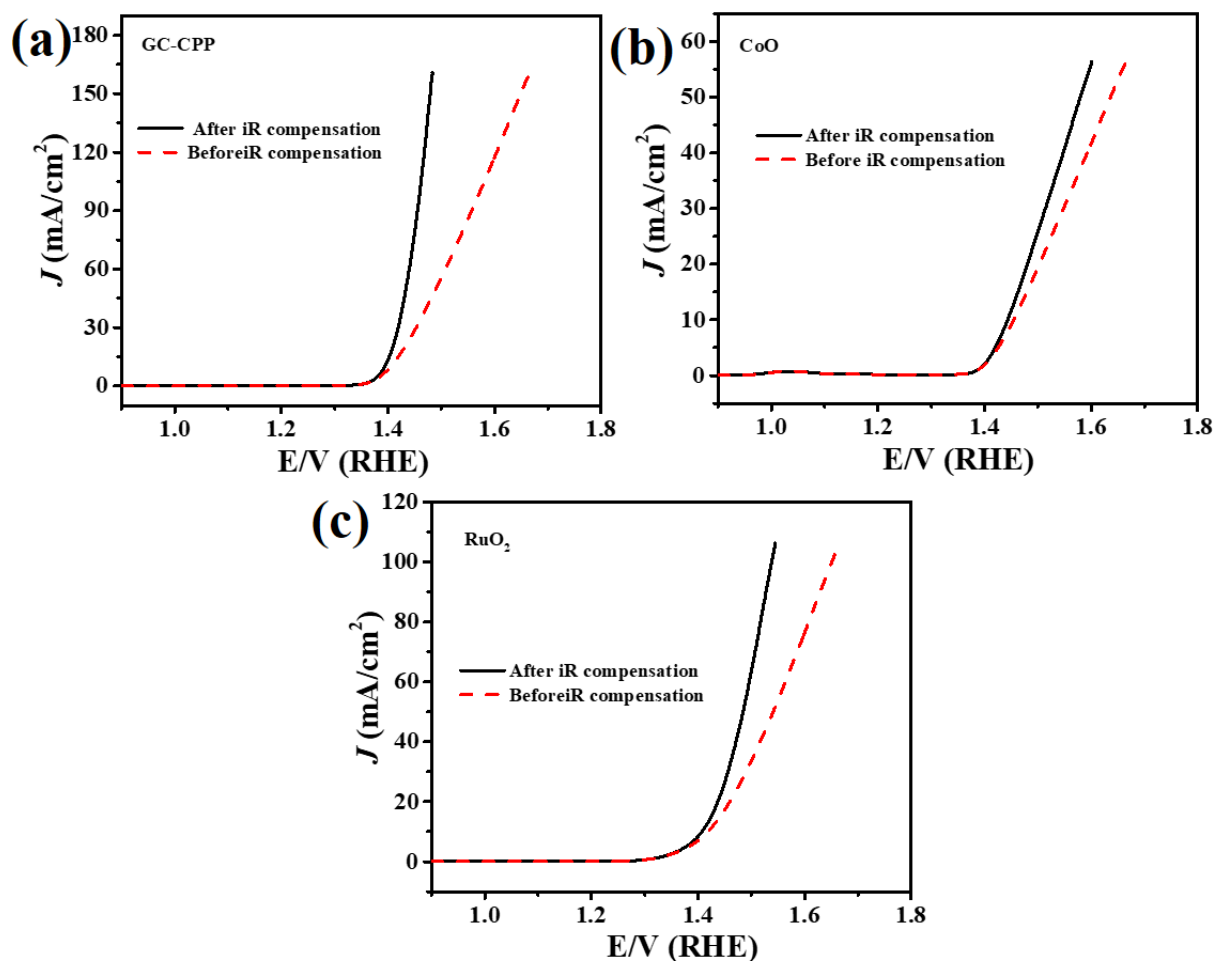 (a)
GC-CPP
After iR compensation
BeforeiR compensation
J (mA/cm²)
180
150
120
90
60
30
0
1.0 1.2 1.4 1.6 1.8
E/V (RHE)
(b)
CoO
After iR compensation
Before iR compensation
J (mA/cm²)
60
50
40
30
20
10
0
1.0 1.2 1.4 1.6 1.8
E/V (RHE)
(c)
RuO₂
After iR compensation
BeforeiR compensation
J (mA/cm²)
120
100
80
60
40
20
0
1.0 1.2 1.4 1.6 1.8
E/V (RHE)